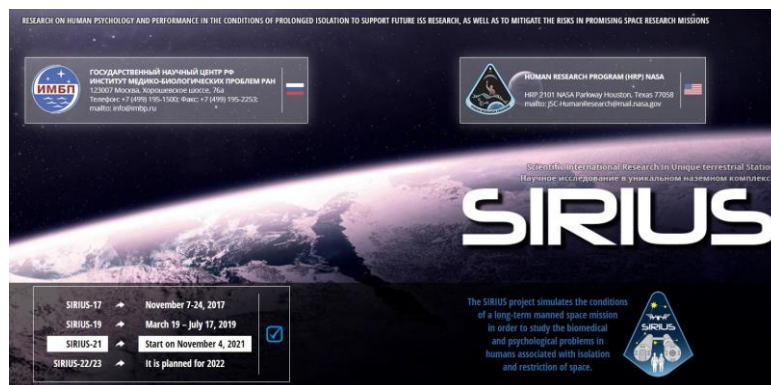 RESEARCH ON HUMAN PSYCHOLOGY AND PERFORMANCE IN THE CONDITIONS OF PROLONGED ISOLATION TO SUPPORT FUTURE ISS RESEARCH, AS WELL AS TO MITIGATE THE RISKS IN PROMISING SPACE RESEARCH MISSIONS
ИМБП
ГОСУДАРСТВЕННЫЙ НАУЧНЫЙ ЦЕНТР РФ
ИНСТИТУТ МЕДИКО-БИОЛОГИЧЕСКИХ ПРОБЛЕМ РАН
123007 Москва, Хорошевское шоссе, 76а
Телефон: +7 (499) 195-1500; Факс: +7 (499) 195-2253;
mailto: info@imbp.ru
HUMAN RESEARCH PROGRAM (HRP) NASA
HRP 2101 NASA Parkway Houston, Texas 77058
mailto: JSC-HumanResearch@mail.nasa.gov
Scientific International Research In Unique terrestrial Station
Научное исследование в уникальном наземном комплексе
SIRIUS
SIRIUS-17 November 7-24, 2017
SIRIUS-19 March 19 – July 17, 2019
SIRIUS-21 Start on November 4, 2021
SIRIUS-22/23 It is planned for 2022
The SIRIUS project simulates the conditions
of a long-term manned space mission
in order to study the biomedical
and psychological problems in
humans associated with isolation
and restriction of space.
SIRIUS